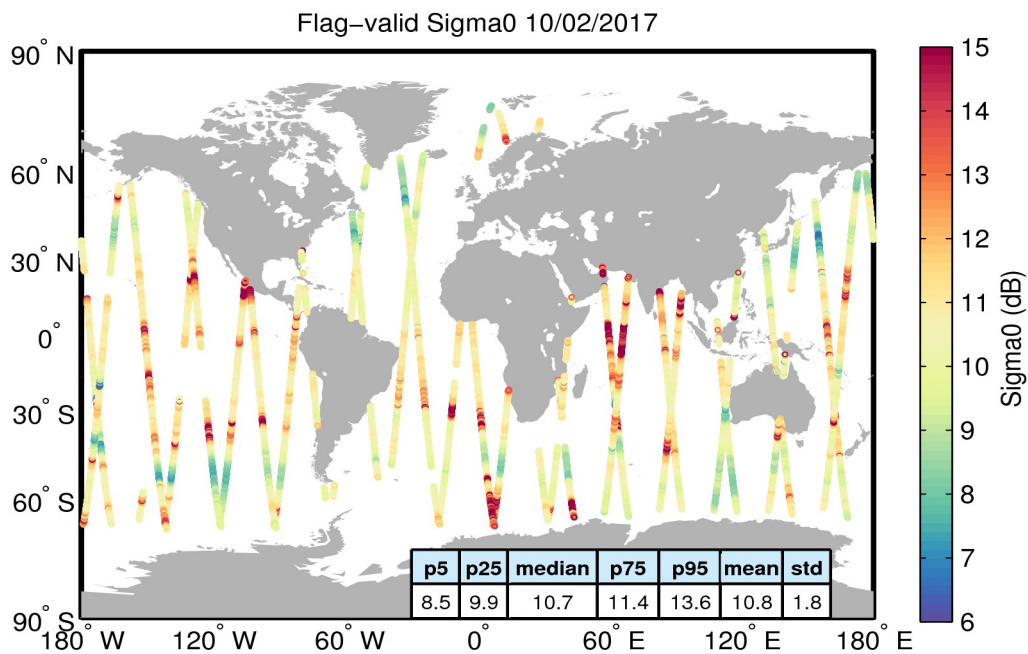 Flag-valid Sigma0 10/02/2017
90° N
60° N
30° N
0°
30° S
60° S
90° S
180° W
120° W
60° W
0°
60° E
120° E
180° E
p5 p25 median p75 p95 mean std
8.5 9.9 10.7 11.4 13.6 10.8 1.8
15
14
13
12
11
10
9
8
7
6
Sigma0 (dB)